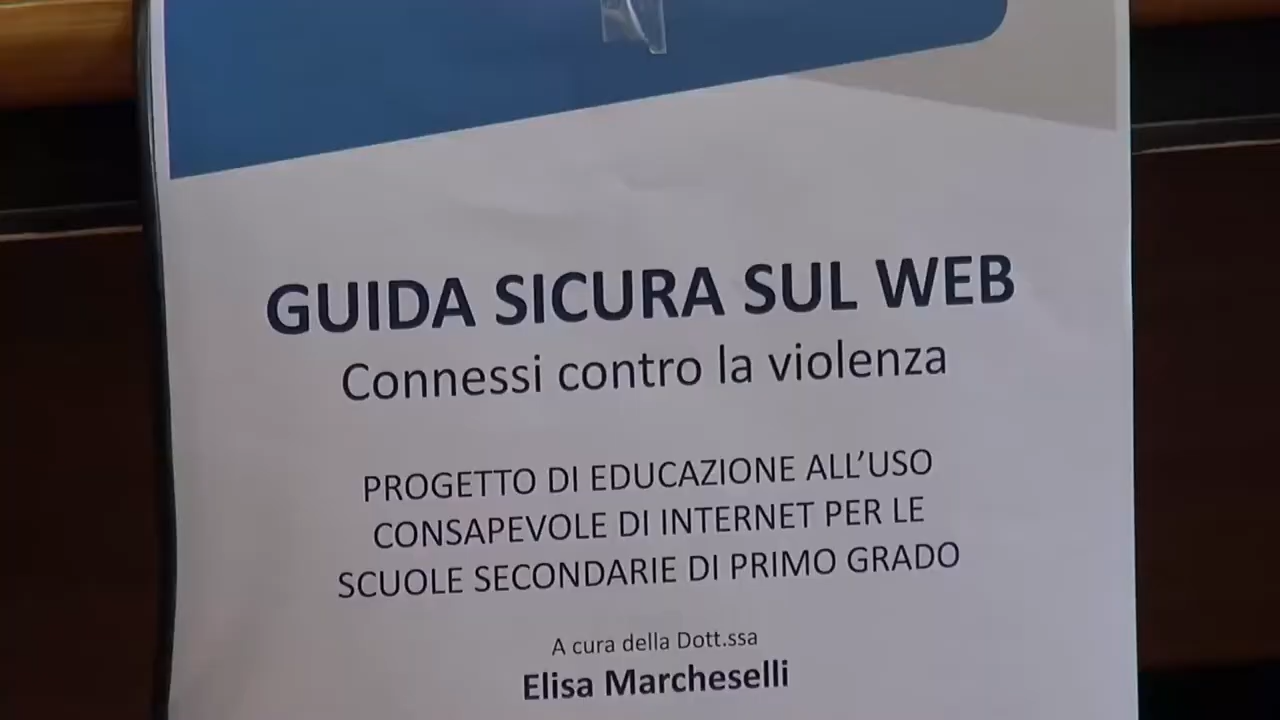 GUIDA SICURA SUL WEB
Connessi contro la violenza
PROGETTO DI EDUCAZIONE ALL’USO
CONSAPEVOLE DI INTERNET PER LE
SCUOLE SECONDARIE DI PRIMO GRADO
A cura della Dott.ssa
Elisa Marcheselli